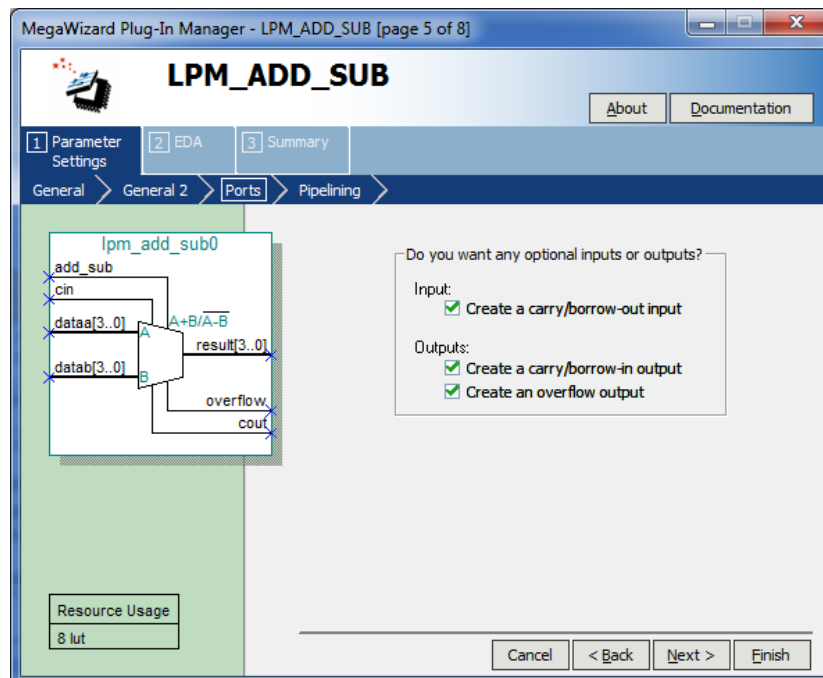 MegaWizard Plug-In Manager - LPM_ADD_SUB [page 5 of 8]
LPM_ADD_SUB
About
Documentation
1 Parameter Settings
2 EDA
3 Summary
General
General 2
Ports
Pipelining
lpm_add_sub0
add_sub
cin
dataa[3..0]
A
A+B/A-B
result[3..0]
datab[3..0]
B
overflow
cout
Do you want any optional inputs or outputs?
Input:
Create a carry/borrow-out input
Outputs:
Create a carry/borrow-in output
Create an overflow output
Resource Usage
8 lut
Cancel
< Back
Next >
Finish